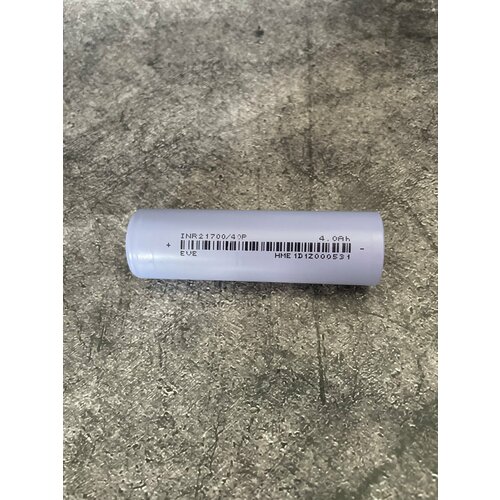 INR21700/40P 4.0Ah
+ -
EVE HME1D1Z000531